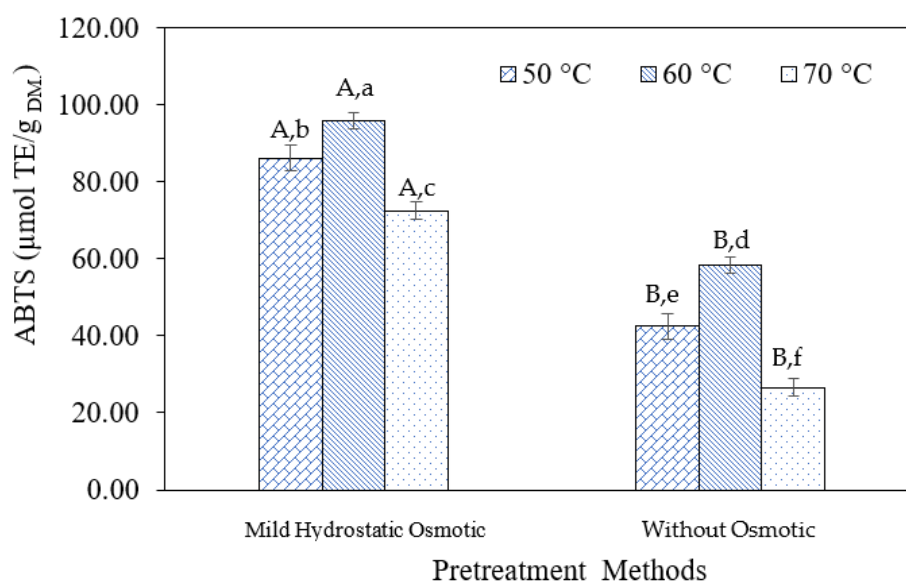 120.00
100.00
80.00
60.00
40.00
20.00
0.00
ABTS (µmol TE/g DM.)
50 °C 60 °C 70 °C
A,b
A,a
A,c
B,e
B,d
B,f
Mild Hydrostatic Osmotic
Without Osmotic
Pretreatment Methods